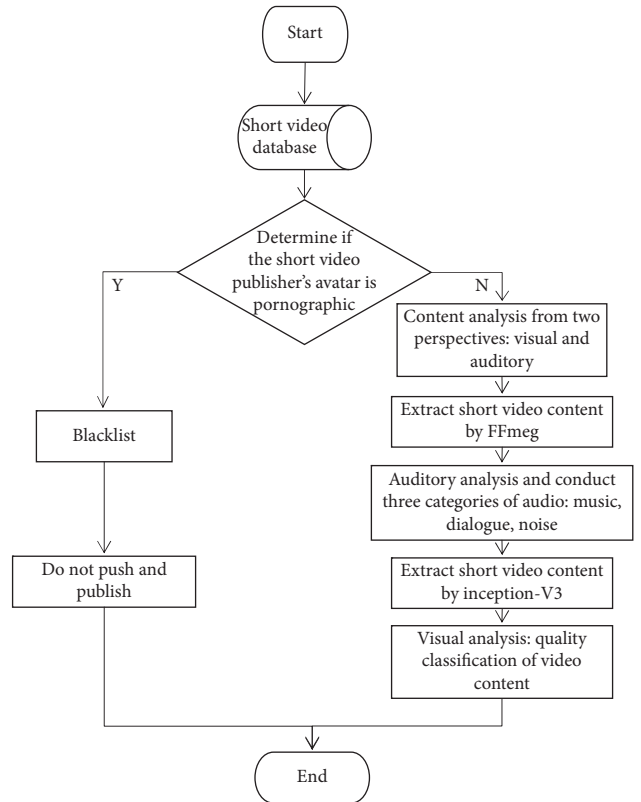 Start
Short video
database
Determine if
the short video
publisher's avatar is
pornographic
Y
N
Content analysis from two
perspectives: visual and
auditory
Blacklist
Extract short video content
by FFmeg
Auditory analysis and conduct
three categories of audio: music,
dialogue, noise
Do not push and
publish
Extract short video content
by inception-V3
Visual analysis: quality
classification of video
content
End